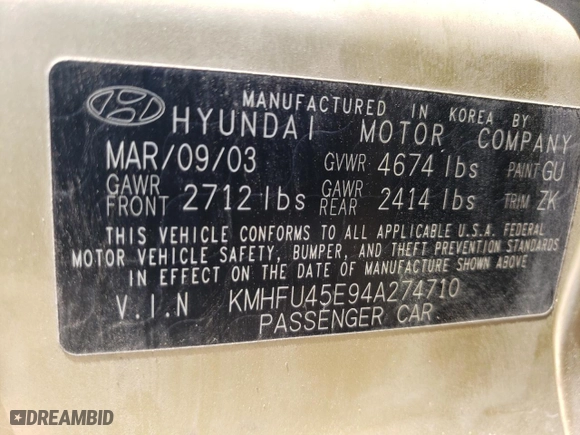 MANUFACTURED IN KOREA BY
HYUNDAI MOTOR COMPANY
MAR/09/03 GVWR 4674 lbs PAINT GU
GAWR FRONT 2712 lbs GAWR REAR 2414 lbs TRIM ZK
THIS VEHICLE CONFORMS TO ALL APPLICABLE U.S.A. FEDERAL
MOTOR VEHICLE SAFETY, BUMPER, AND THEFT PREVENTION STANDARDS
IN EFFECT ON THE DATE OF MANUFACTURE SHOWN ABOVE.
V.I.N KMHFU45E94A274710
PASSENGER CAR
DREAMBID